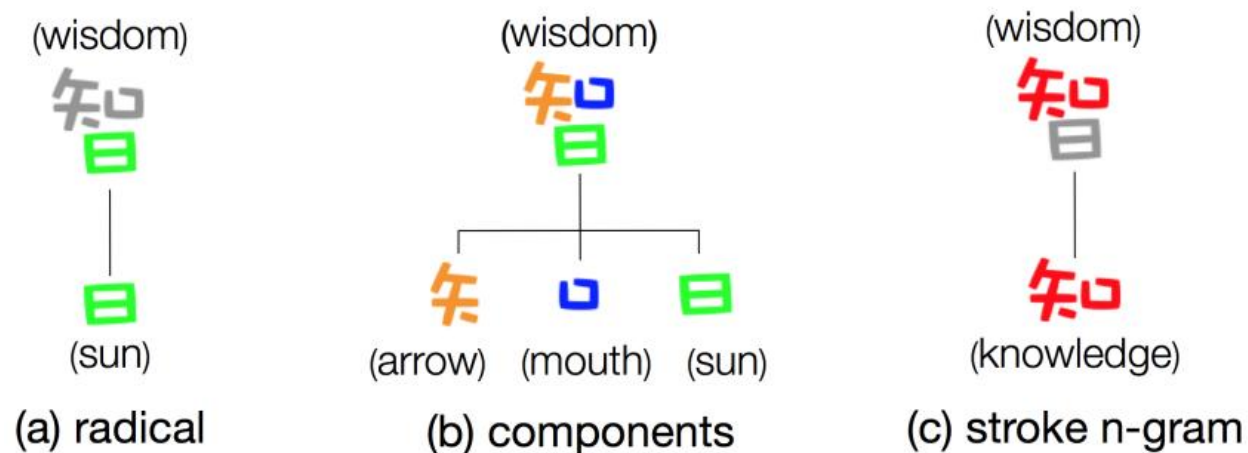 (wisdom)
智
日
(sun)
(a) radical
(wisdom)
智
矢 口 日
(arrow) (mouth) (sun)
(b) components
(wisdom)
智
知
(knowledge)
(c) stroke n-gram